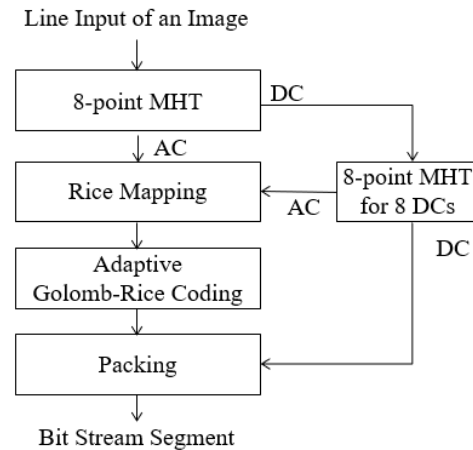 Line Input of an Image
8-point MHT
DC
AC
Rice Mapping
AC
8-point MHT
for 8 DCs
DC
Adaptive
Golomb-Rice Coding
Packing
Bit Stream Segment